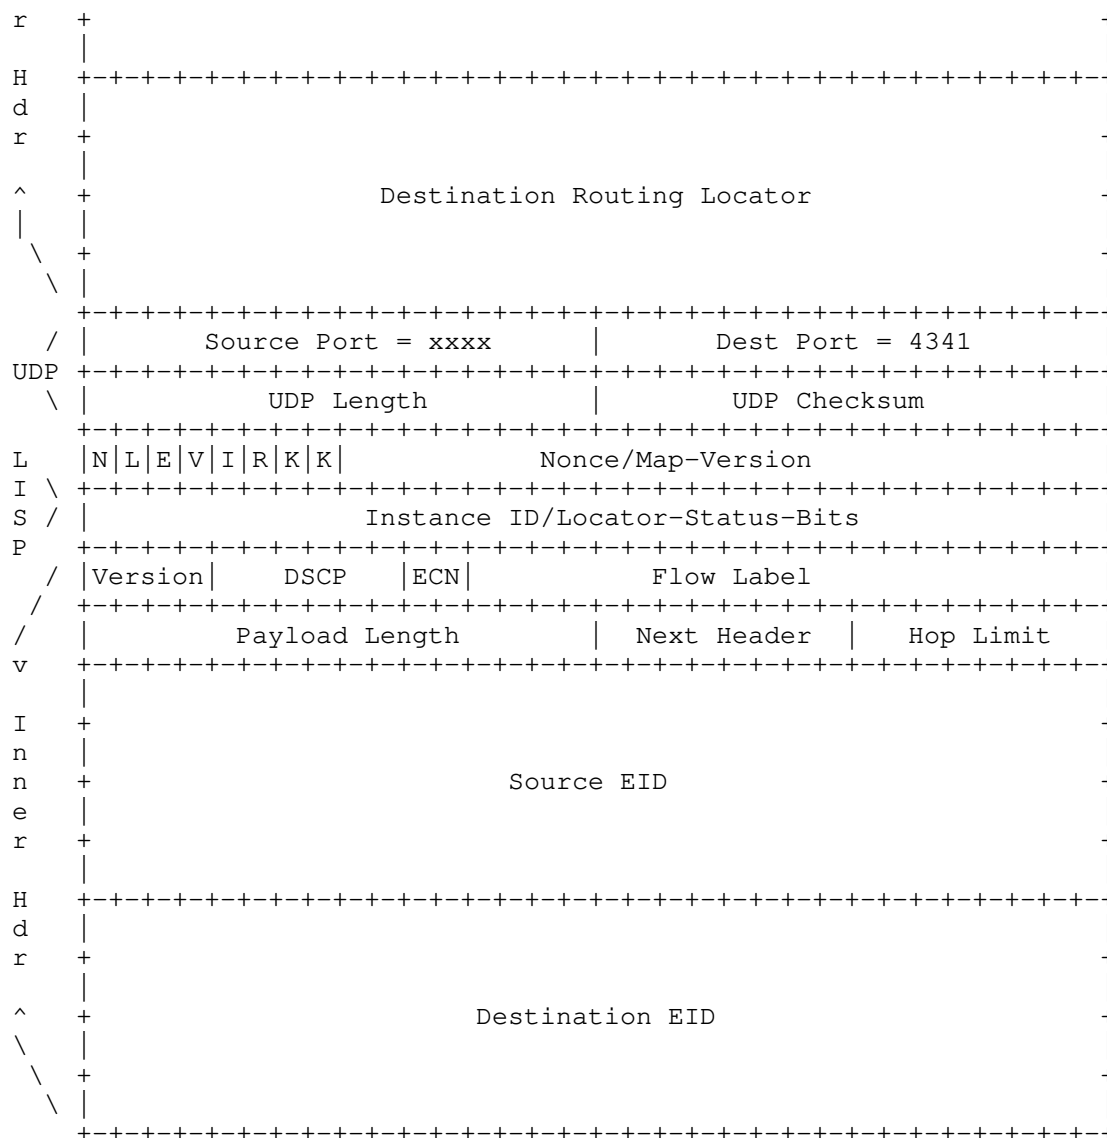 r   +                                                               -
    |
H   +-+-+-+-+-+-+-+-+-+-+-+-+-+-+-+-+-+-+-+-+-+-+-+-+-+-+-+-+-+-+-+--
d   |
r   +                                                               -
    |
^   +                  Destination Routing Locator                  -
|   |
 \  +                                                               -
  \ |
    +-+-+-+-+-+-+-+-+-+-+-+-+-+-+-+-+-+-+-+-+-+-+-+-+-+-+-+-+-+-+-+--
  / |       Source Port = xxxx      |       Dest Port = 4341
UDP +-+-+-+-+-+-+-+-+-+-+-+-+-+-+-+-+-+-+-+-+-+-+-+-+-+-+-+-+-+-+-+--
  \ |           UDP Length          |        UDP Checksum
    +-+-+-+-+-+-+-+-+-+-+-+-+-+-+-+-+-+-+-+-+-+-+-+-+-+-+-+-+-+-+-+--
L   |N|L|E|V|I|R|K|K|            Nonce/Map-Version
I \ +-+-+-+-+-+-+-+-+-+-+-+-+-+-+-+-+-+-+-+-+-+-+-+-+-+-+-+-+-+-+-+--
S / |                 Instance ID/Locator-Status-Bits
P   +-+-+-+-+-+-+-+-+-+-+-+-+-+-+-+-+-+-+-+-+-+-+-+-+-+-+-+-+-+-+-+--
  / |Version|    DSCP   |ECN|           Flow Label
 /  +-+-+-+-+-+-+-+-+-+-+-+-+-+-+-+-+-+-+-+-+-+-+-+-+-+-+-+-+-+-+-+--
/   |         Payload Length        |  Next Header  |   Hop Limit
v   +-+-+-+-+-+-+-+-+-+-+-+-+-+-+-+-+-+-+-+-+-+-+-+-+-+-+-+-+-+-+-+--
    |
I   +                                                               -
n   |
n   +                          Source EID                           -
e   |
r   +                                                               -
    |
H   +-+-+-+-+-+-+-+-+-+-+-+-+-+-+-+-+-+-+-+-+-+-+-+-+-+-+-+-+-+-+-+--
d   |
r   +                                                               -
    |
^   +                        Destination EID                        -
\   |
 \  +                                                               -
  \ |
    +-+-+-+-+-+-+-+-+-+-+-+-+-+-+-+-+-+-+-+-+-+-+-+-+-+-+-+-+-+-+-+--